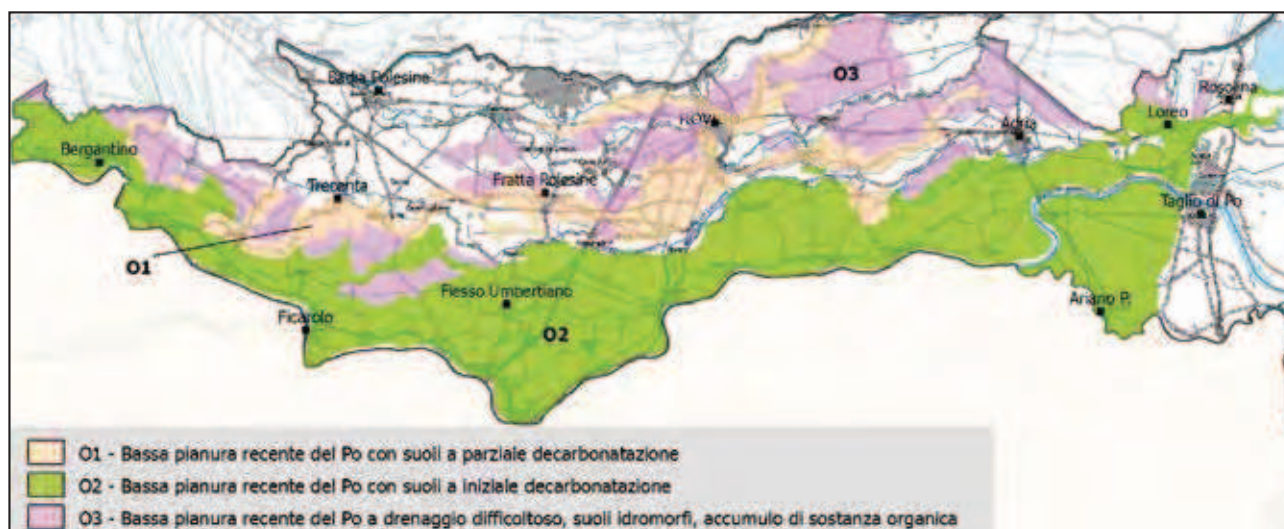 Badia Polesine
O3
Rosolina
Loreo
Adria
Bergantino
Trecenta
Fratta Polesine
Taglio di Po
O1
Fiesso Umbertiano
Ariano P.
Ficarolo
O2
O1 - Bassa pianura recente del Po con suoli a parziale decarbonatazione
O2 - Bassa pianura recente del Po con suoli a iniziale decarbonatazione
O3 - Bassa pianura recente del Po a drenaggio difficoltoso, suoli idromorfi, accumulo di sostanza organica